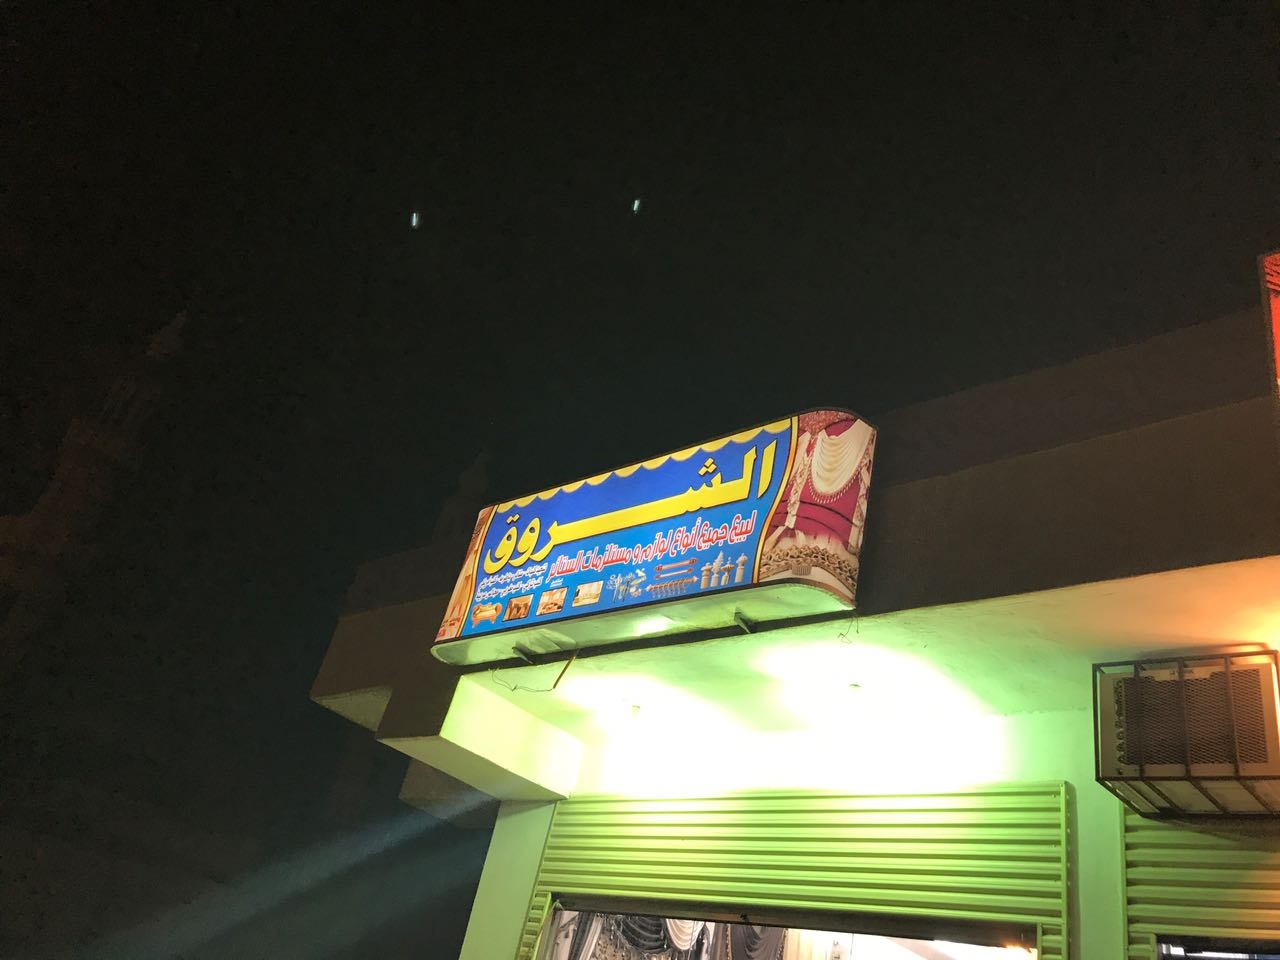 الشروق
لبيع جميع أنواع لوازم و مستلزمات الستائر